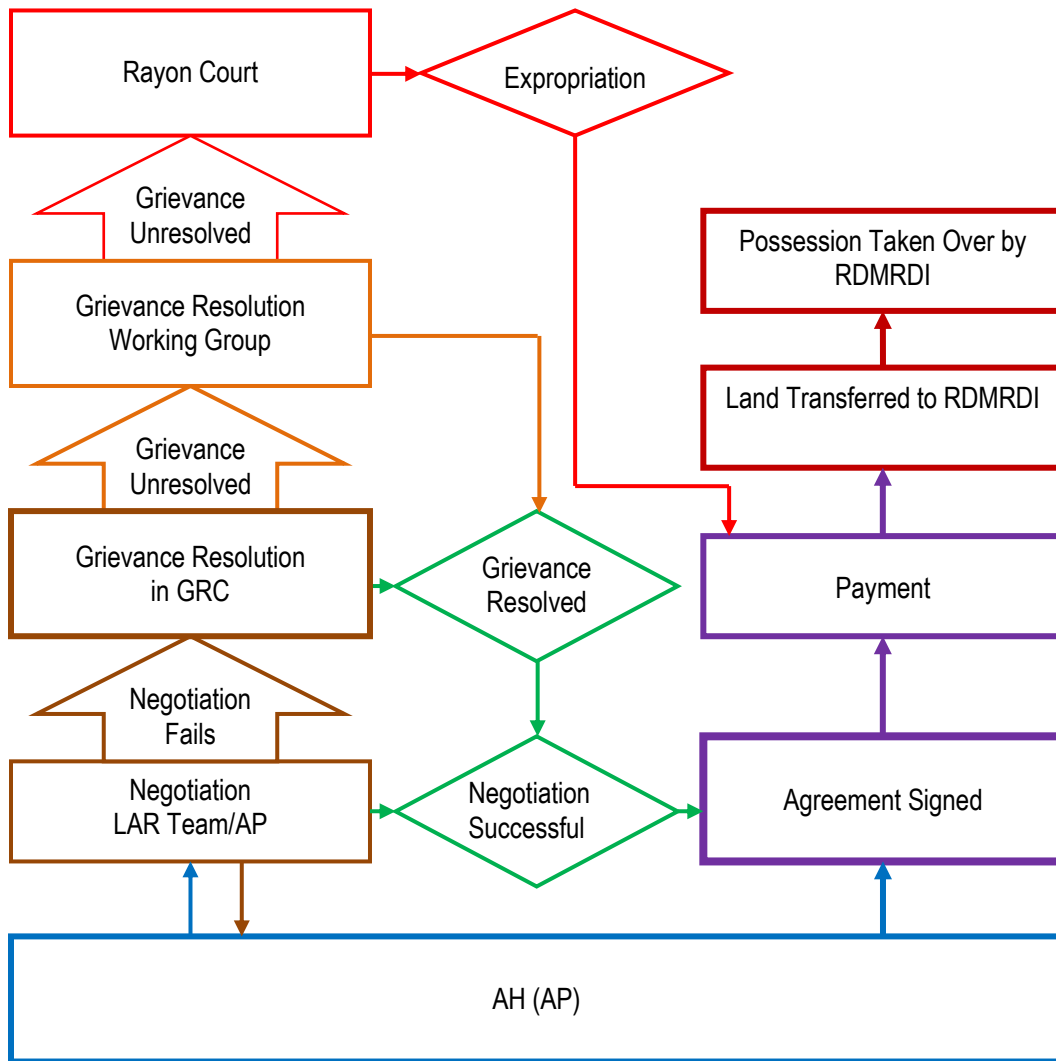 Rayon Court
Expropriation
Grievance
Unresolved
Possession Taken Over by
RDMRDI
Grievance Resolution
Working Group
Land Transferred to RDMRDI
Grievance
Unresolved
Grievance Resolution
in GRC
Grievance
Resolved
Payment
Negotiation
Fails
Negotiation
LAR Team/AP
Negotiation
Successful
Agreement Signed
AH (AP)